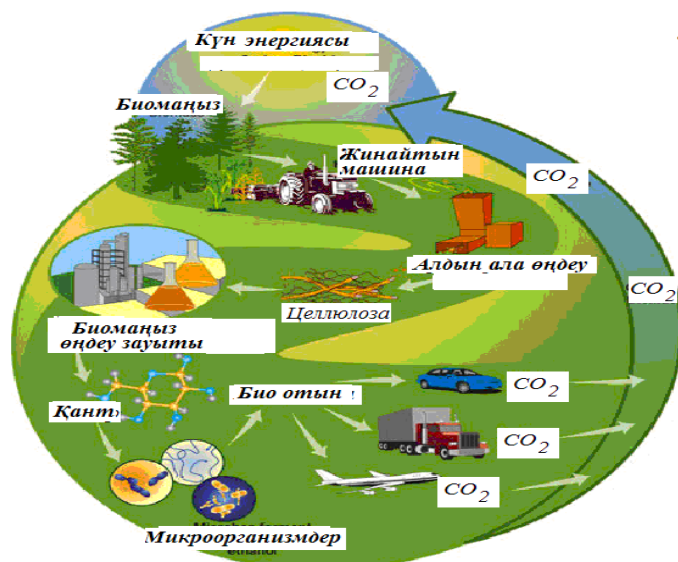 Күн энергиясы
CO2
Биомаңыз
Жинайтын
машина
CO2
Алдын ала өңдеу
CO2
Целлюлоза
Биомаңыз
өңдеу зауыты
Био отын
CO2
Қант
CO2
CO2
Микроорганизмдер
ethanol